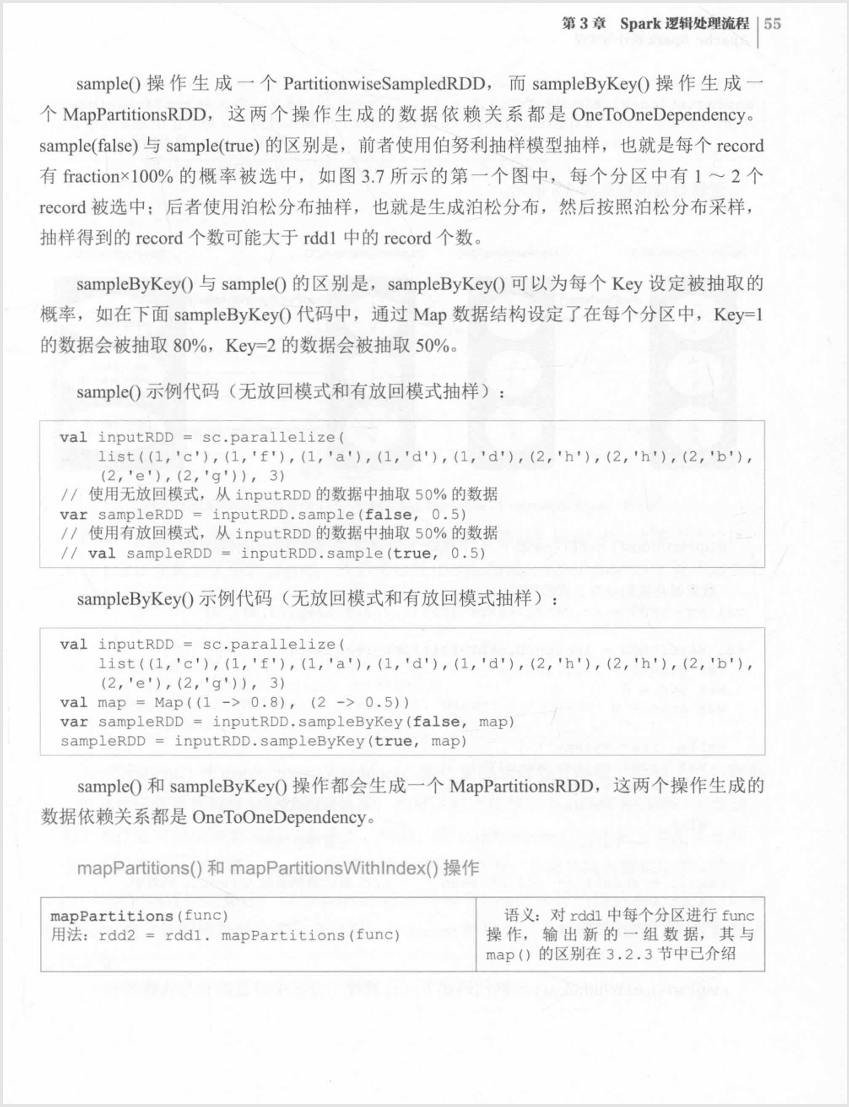 第 3 章 Spark 逻辑处理流程 | 55
sample() 操作生成一个 PartitionwiseSampledRDD，而 sampleByKey() 操作生成一
个 MapPartitionsRDD，这两个操作生成的数据依赖关系都是 OneToOneDependency。
sample(false) 与 sample(true) 的区别是，前者使用伯努利抽样模型抽样，也就是每个 record
有 fraction×100% 的概率被选中，如图 3.7 所示的第一个图中，每个分区中有 1 ～ 2 个
record 被选中；后者使用泊松分布抽样，也就是生成泊松分布，然后按照泊松分布采样，
抽样得到的 record 个数可能大于 rdd1 中的 record 个数。
sampleByKey() 与 sample() 的区别是，sampleByKey() 可以为每个 Key 设定被抽取的
概率，如在下面 sampleByKey() 代码中，通过 Map 数据结构设定了在每个分区中，Key=1
的数据会被抽取 80%，Key=2 的数据会被抽取 50%。
sample() 示例代码（无放回模式和有放回模式抽样）：
val inputRDD = sc.parallelize(
list((1,'c'),(1,'f'),(1,'a'),(1,'d'),(1,'d'),(2,'h'),(2,'h'),(2,'b'),
(2,'e'),(2,'g')), 3)
// 使用无放回模式，从 inputRDD 的数据中抽取 50% 的数据
var sampleRDD = inputRDD.sample(false, 0.5)
// 使用有放回模式，从 inputRDD 的数据中抽取 50% 的数据
// val sampleRDD = inputRDD.sample(true, 0.5)
sampleByKey() 示例代码（无放回模式和有放回模式抽样）：
val inputRDD = sc.parallelize(
list((1,'c'),(1,'f'),(1,'a'),(1,'d'),(1,'d'),(2,'h'),(2,'h'),(2,'b'),
(2,'e'),(2,'g')), 3)
val map = Map((1 -> 0.8), (2 -> 0.5))
var sampleRDD = inputRDD.sampleByKey(false, map)
sampleRDD = inputRDD.sampleByKey(true, map)
sample() 和 sampleByKey() 操作都会生成一个 MapPartitionsRDD，这两个操作生成的
数据依赖关系都是 OneToOneDependency。
mapPartitions() 和 mapPartitionsWithIndex() 操作
mapPartitions(func)
用法：rdd2 = rdd1. mapPartitions(func)
语义：对 rdd1 中每个分区进行 func
操作，输出新的一组数据，其与
map() 的区别在 3.2.3 节中已介绍